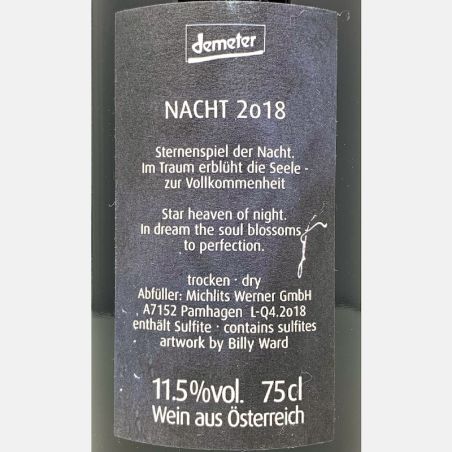 demeter
NACHT 2018
Sternenspiel der Nacht.
Im Traum erblüht die Seele -
zur Vollkommenheit
Star heaven of night.
In dream the soul blossoms
to perfection.
trocken · dry
Abfüller: Michlits Werner GmbH
A7152 Pamhagen L-Q4.2018
enthält Sulfite · contains sulfites
artwork by Billy Ward
11.5%vol. 75cl
Wein aus Österreich